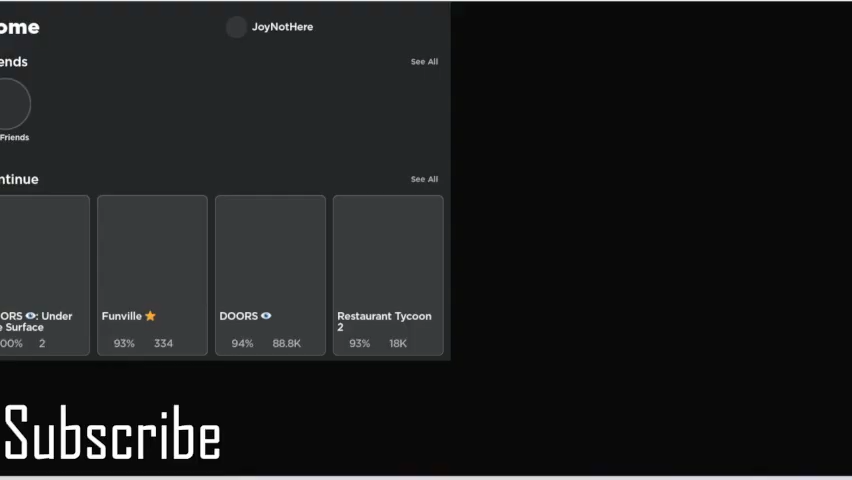 ome
JoyNotHere
ends
See All
Friends
ntinue
See All
ORS 👁: Under
e Surface
00% 2
Funville ⭐
93% 334
DOORS 👁
94% 88.8K
Restaurant Tycoon
2
93% 18K
Subscribe